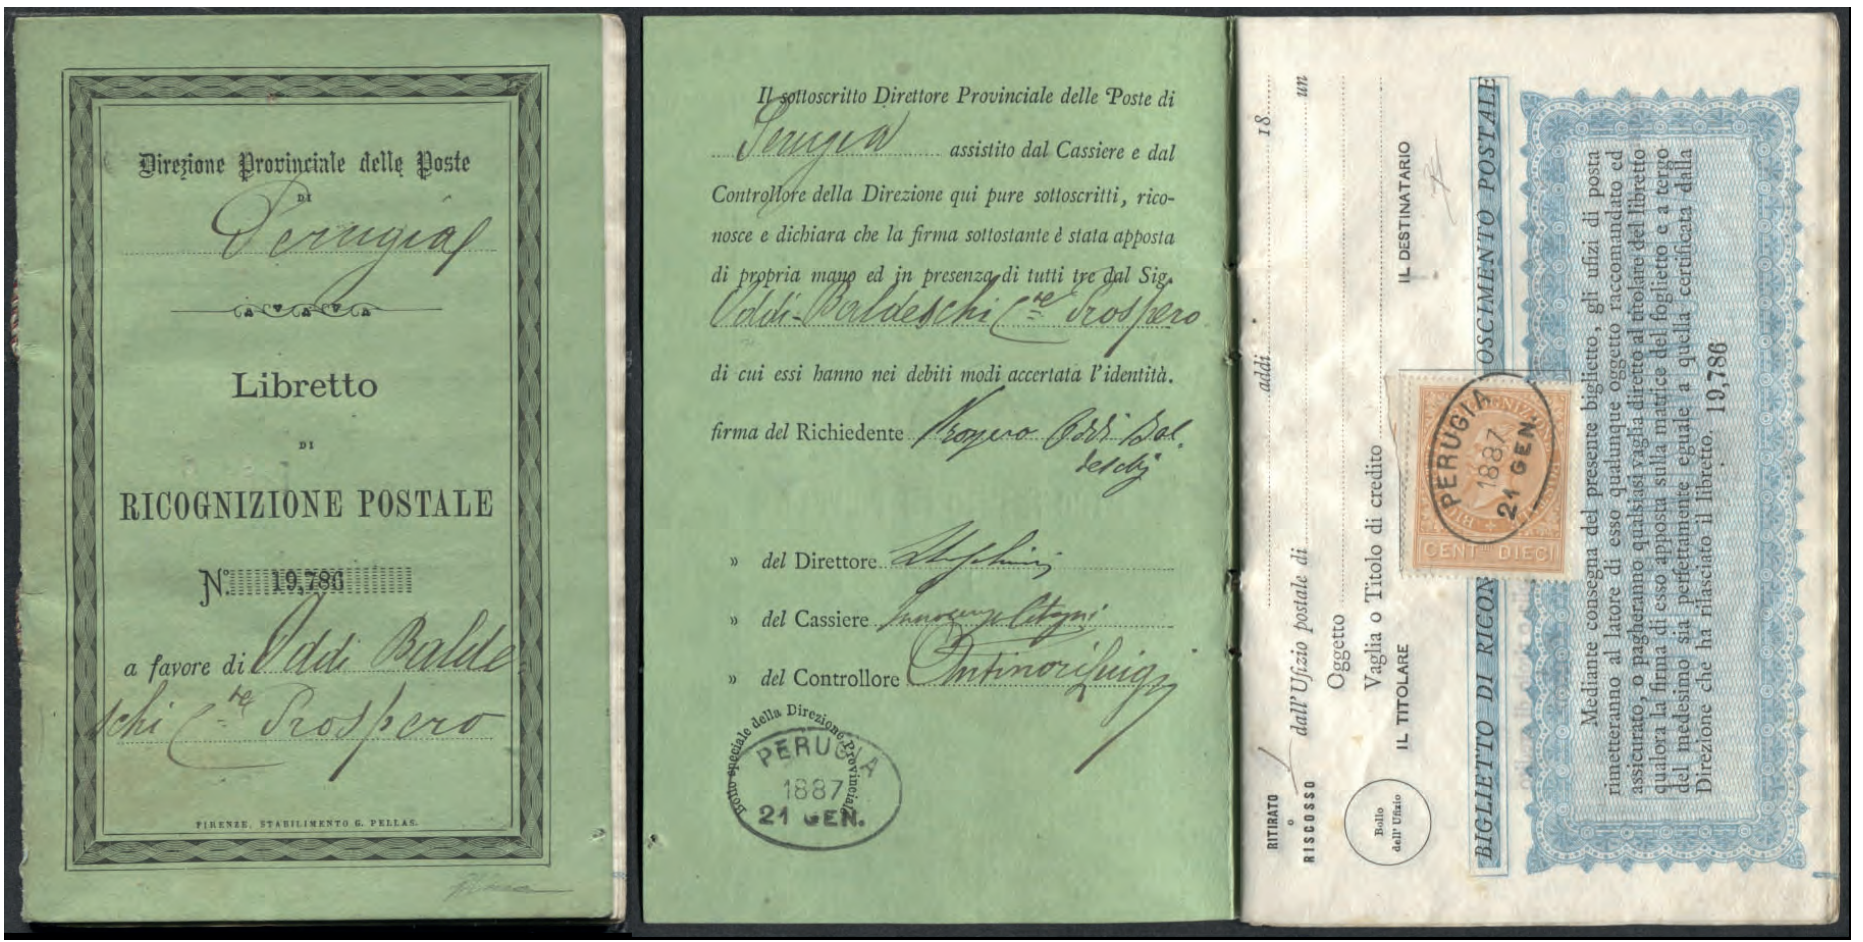 Direzione Provinciale delle Poste
DI
Perugia
Libretto
DI
RICOGNIZIONE POSTALE
N.° 19,786
a favore di Oddi Balde
schi C.te Prospero
FIRENZE, STABILIMENTO G. PELLAS.
Il sottoscritto Direttore Provinciale delle Poste di
Perugia assistito dal Cassiere e dal
Controllore della Direzione qui pure sottoscritti, rico-
nosce e dichiara che la firma sottostante è stata apposta
di propria mano ed in presenza di tutti tre dal Sig.
Oddi-Baldeschi C.te Prospero
di cui essi hanno nei debiti modi accertata l'identità.
firma del Richiedente Prospero Oddi Bal
deschj
» del Direttore
» del Cassiere
» del Controllore Antinori Luigi
Bollo speciale della Direzione Provinciale
PERUGIA
1887
21 GEN.
RITIRATO
o
RISCOSSO
dall'Ufizio postale di addì 18 un
Oggetto
Vaglia o Titolo di credito
IL TITOLARE
IL DESTINATARIO
Bollo
dell'Ufizio
BIGLIETTO DI RICONOSCIMENTO POSTALE
PERUGIA
1887
21 GEN.
CENT.MI DIECI
Mediante consegna del presente biglietto, gli ufizi di posta
rimetteranno al latore di esso qualunque oggetto raccomandato ed
assicurato, o pagheranno qualsiasi vaglia diretto al titolare del libretto
qualora la firma di esso apposta sulla matrice del foglietto e a tergo
del medesimo sia perfettamente eguale a quella certificata dalla
Direzione che ha rilasciato il libretto. 19,786